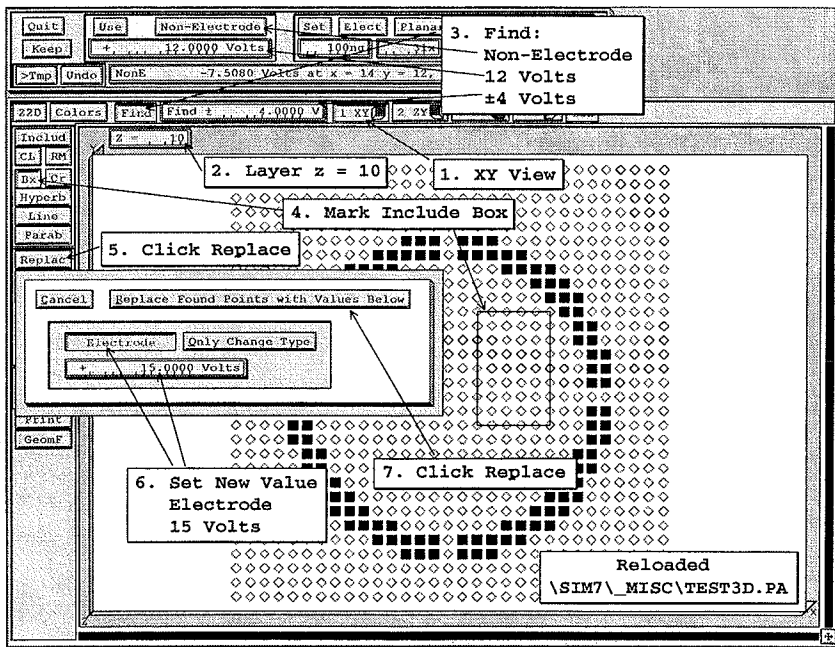 Quit Use Non-Electrode Set Elect Planar
Keep + 12.0000 Volts 100ng
>Tmp Undo NonE -7.5080 Volts at x = 14 y = 12,
3. Find:
Non-Electrode
12 Volts
±4 Volts
Z2D Colors Find Find ± 4.0000 V 1 XY 2 ZY
Includ
CL RM
Bx Cr
Hyperb
Line
Parab
Replac
Z = 10
2. Layer z = 10
1. XY View
4. Mark Include Box
5. Click Replace
Cancel Replace Found Points with Values Below
Electrode Only Change Type
+ 15.0000 Volts
Print
GeomF
6. Set New Value
Electrode
15 Volts
7. Click Replace
Reloaded
\SIM7\_MISC\TEST3D.PA